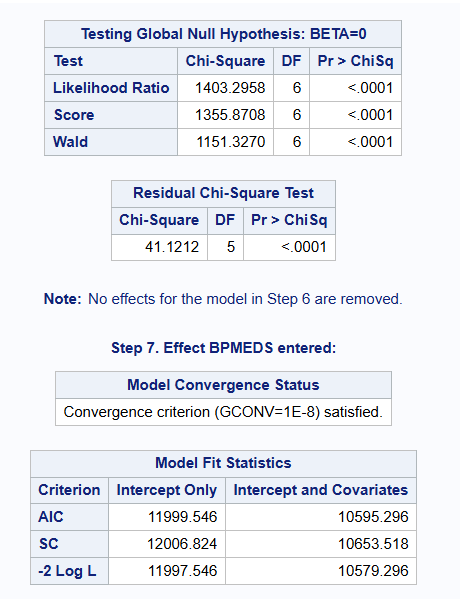 Testing Global Null Hypothesis: BETA=0
Test Chi-Square DF Pr > ChiSq
Likelihood Ratio 1403.2958 6 <.0001
Score 1355.8708 6 <.0001
Wald 1151.3270 6 <.0001
Residual Chi-Square Test
Chi-Square DF Pr > ChiSq
41.1212 5 <.0001
Note: No effects for the model in Step 6 are removed.
Step 7. Effect BPMEDS entered:
Model Convergence Status
Convergence criterion (GCONV=1E-8) satisfied.
Model Fit Statistics
Criterion Intercept Only Intercept and Covariates
AIC 11999.546 10595.296
SC 12006.824 10653.518
-2 Log L 11997.546 10579.296